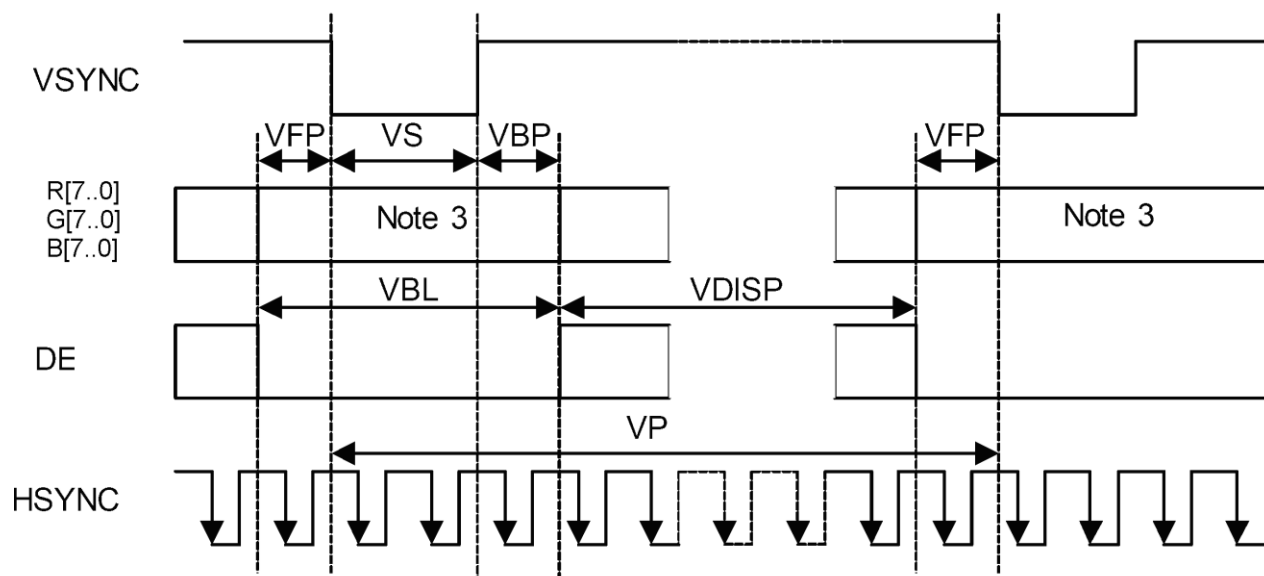 VSYNC
VFP VS VBP VFP
R[7..0]
G[7..0]
B[7..0]
Note 3 Note 3
VBL VDISP
DE
VP
HSYNC